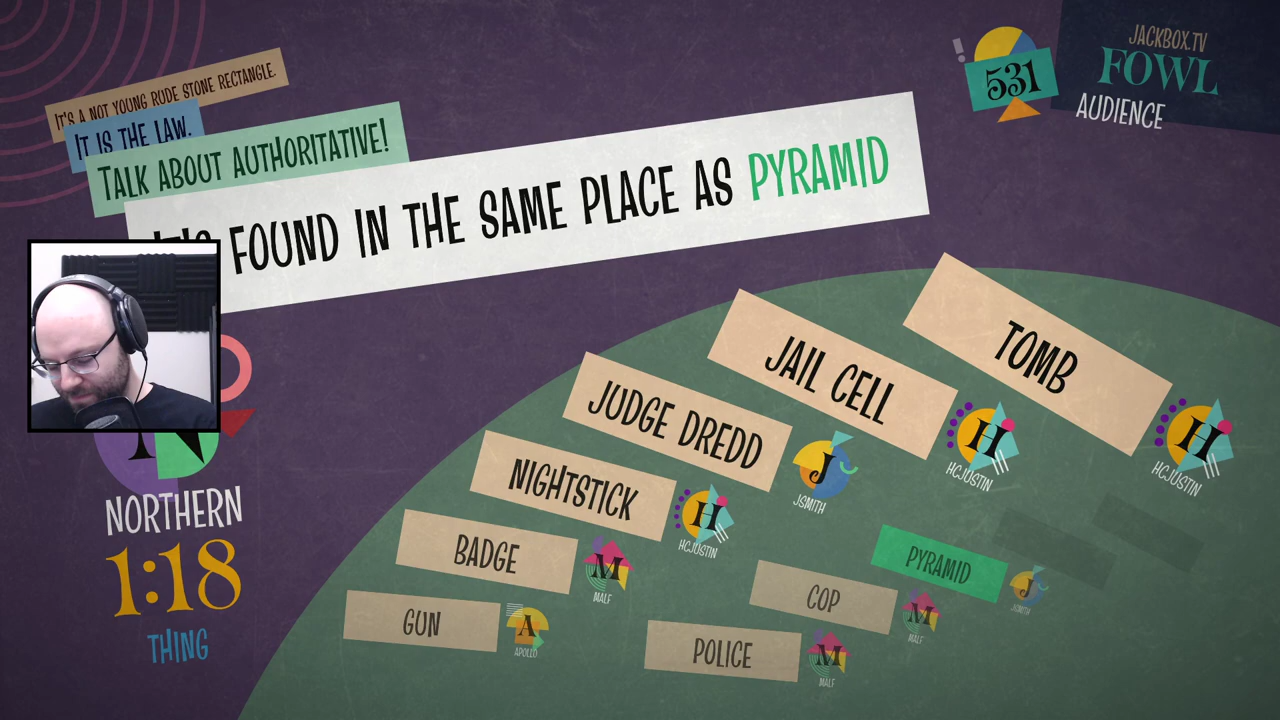 IT'S A NOT YOUNG RUDE STONE RECTANGLE.
IT IS THE LAW.
TALK ABOUT AUTHORITATIVE!
IT'S FOUND IN THE SAME PLACE AS PYRAMID
531
JACKBOX.TV
FOWL
AUDIENCE
TOMB
H
HCJUSTIN
JAIL CELL
H
HCJUSTIN
JUDGE DREDD
J
JSMITH
NIGHTSTICK
H
HCJUSTIN
BADGE
M
MALF
GUN
A
APOLLO
PYRAMID
J
JSMITH
COP
M
MALF
POLICE
M
MALF
N
NORTHERN
1:18
THING